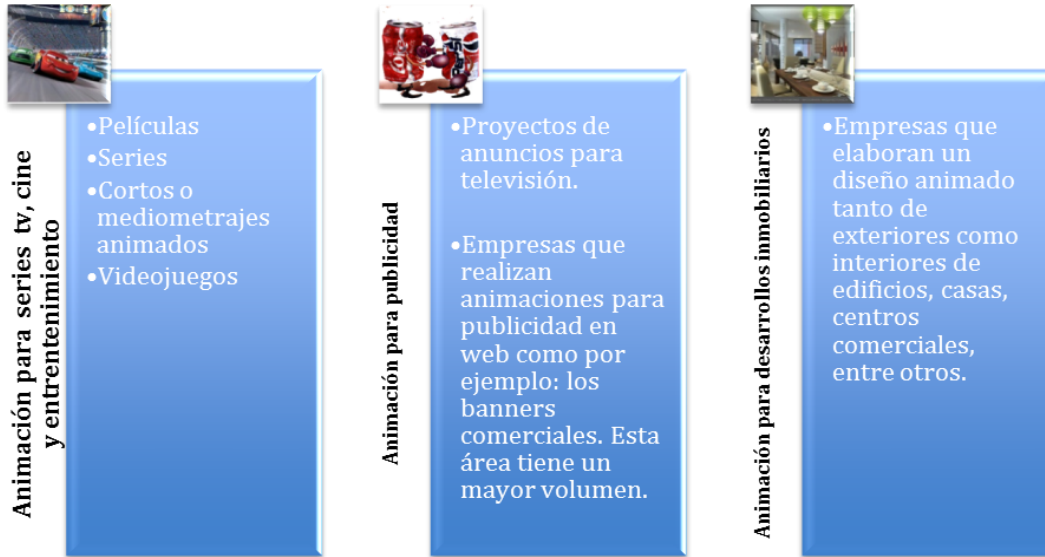 Animación para series tv, cine
y entrentenimiento
•Películas
•Series
•Cortos o
mediometrajes
animados
•Videojuegos
Animación para publicidad
•Proyectos de
anuncios para
televisión.
•Empresas que
realizan
animaciones para
publicidad en
web como por
ejemplo: los
banners
comerciales. Esta
área tiene un
mayor volumen.
Animación para desarrollos inmobiliarios
•Empresas que
elaboran un
diseño animado
tanto de
exteriores como
interiores de
edificios, casas,
centros
comerciales,
entre otros.